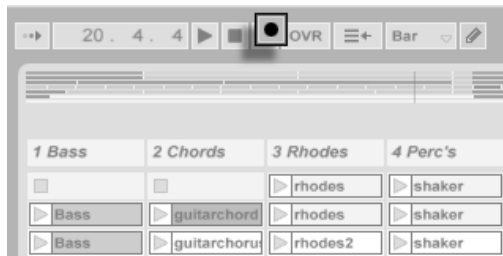 20. 4. 4 OVR Bar
1 Bass 2 Chords 3 Rhodes 4 Perc's
rhodes shaker
Bass guitarchord rhodes shaker
Bass guitarchorus rhodes2 shaker